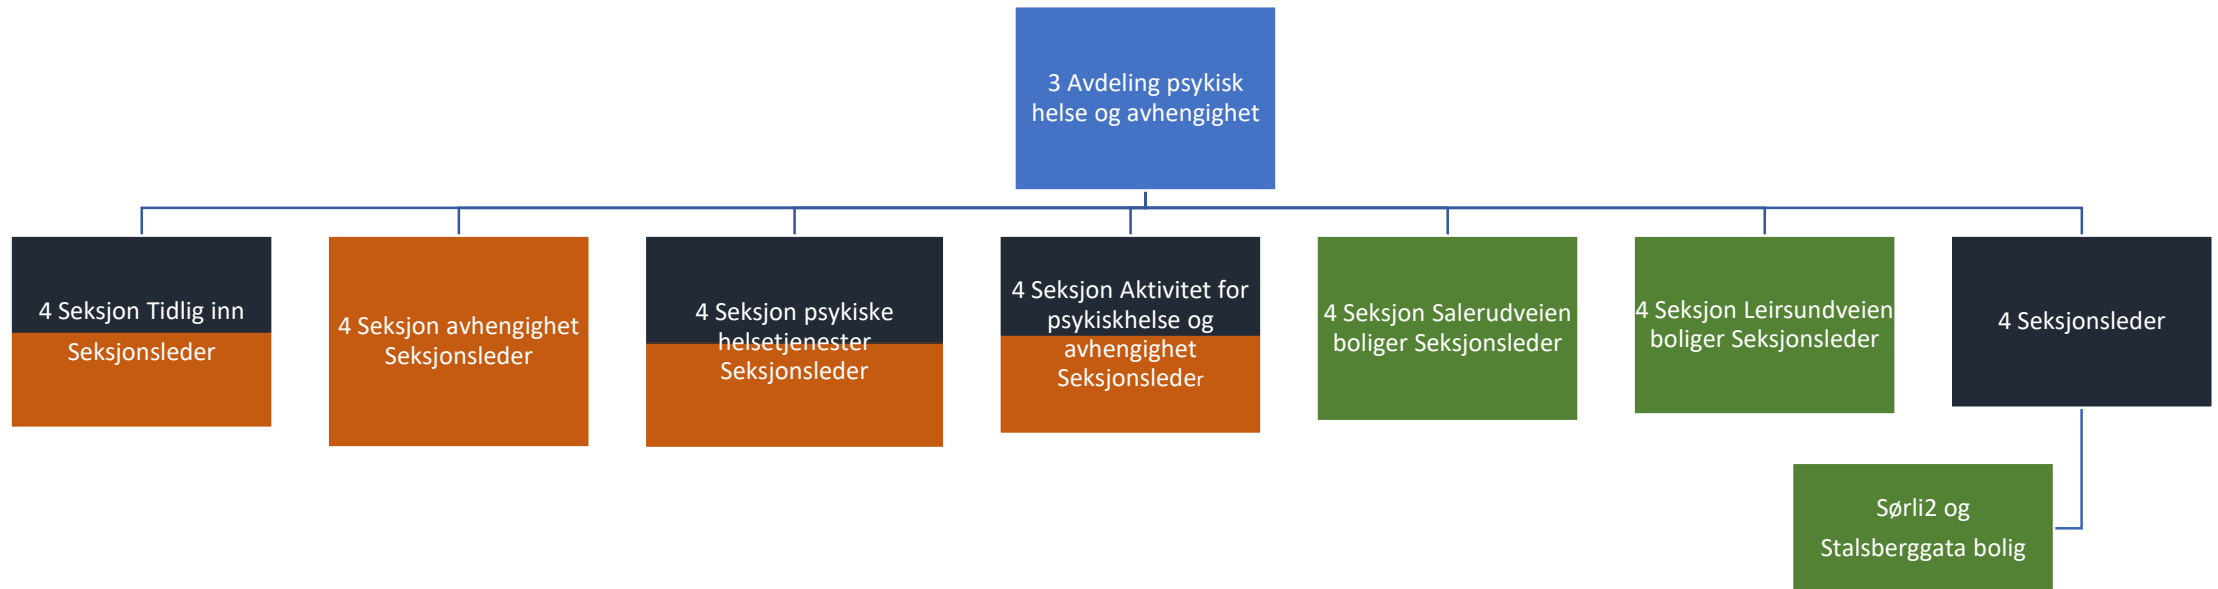 3 Avdeling psykisk
helse og avhengighet
4 Seksjon Tidlig inn
Seksjonsleder
4 Seksjon avhengighet
Seksjonsleder
4 Seksjon psykiske
helsetjenester
Seksjonsleder
4 Seksjon Aktivitet for
psykiskhelse og
avhengighet
Seksjonsleder
4 Seksjon Salerudveien
boliger Seksjonsleder
4 Seksjon Leirsundveien
boliger Seksjonsleder
4 Seksjonsleder
Sørli2 og
Stalsberggata bolig